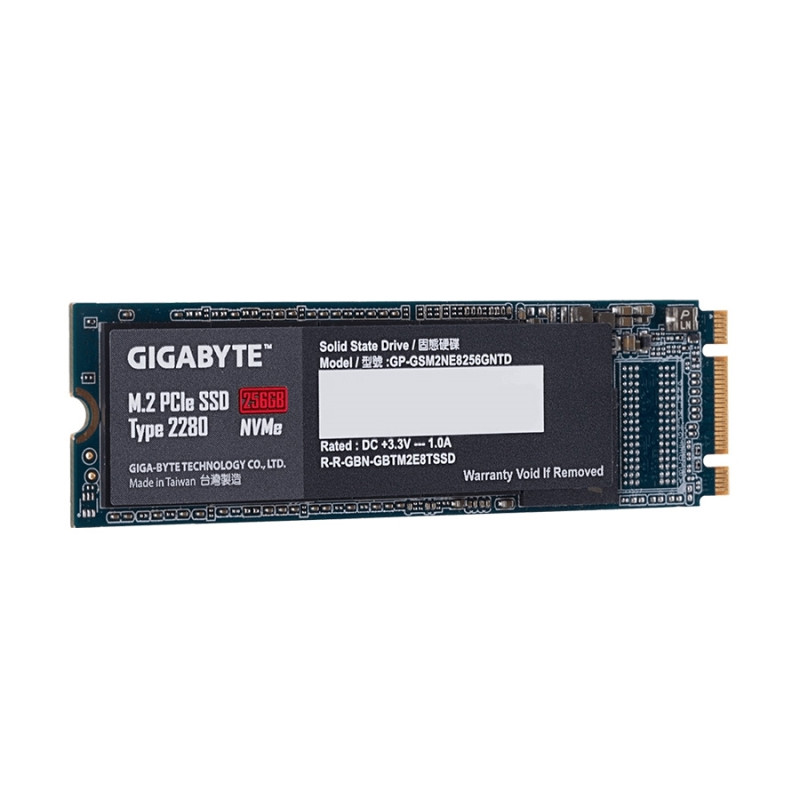 GIGABYTE™
M.2 PCIe SSD 256GB
Type 2280 NVMe
GIGA-BYTE TECHNOLOGY CO., LTD.
Made in Taiwan 台灣製造
Solid State Drive / 固態硬碟
Model / 型號 :GP-GSM2NE8256GNTD
Rated : DC +3.3V --- 1.0A
R-R-GBN-GBTM2E8TSSD
Warranty Void If Removed